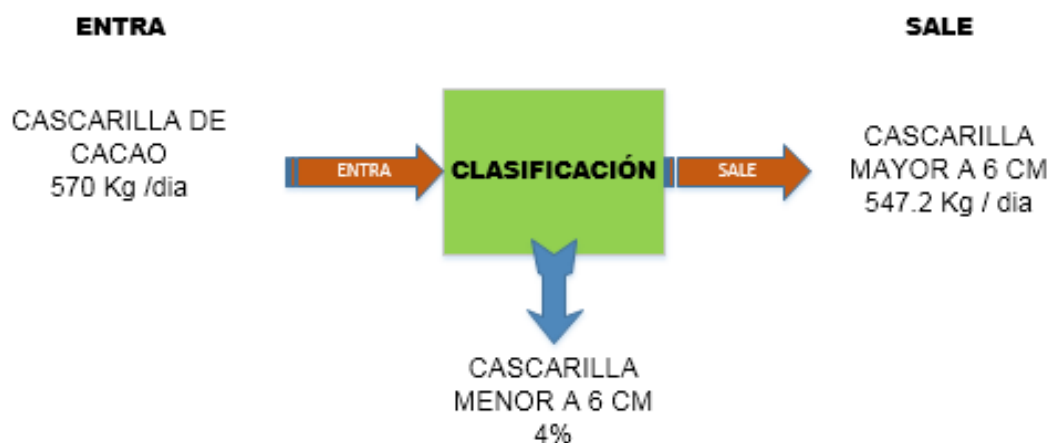 ENTRA
SALE
CASCARILLA DE
CACAO
570 Kg /dia
ENTRA
CLASIFICACIÓN
SALE
CASCARILLA
MAYOR A 6 CM
547.2 Kg / dia
CASCARILLA
MENOR A 6 CM
4%